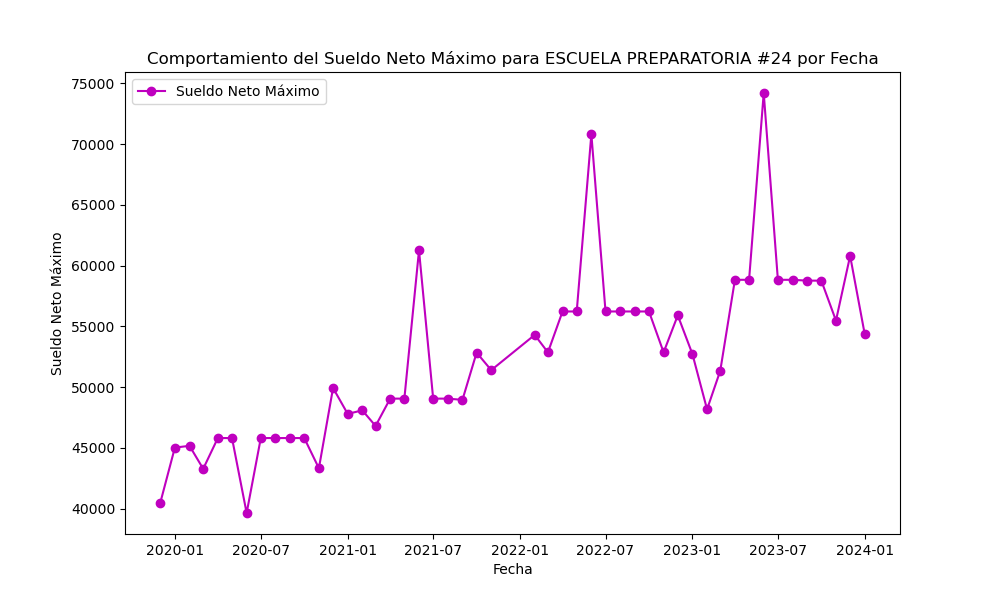 Comportamiento del Sueldo Neto Máximo para ESCUELA PREPARATORIA #24 por Fecha
Sueldo Neto Máximo
75000
70000
65000
60000
55000
50000
45000
40000
Sueldo Neto Máximo
2020-01 2020-07 2021-01 2021-07 2022-01 2022-07 2023-01 2023-07 2024-01
Fecha